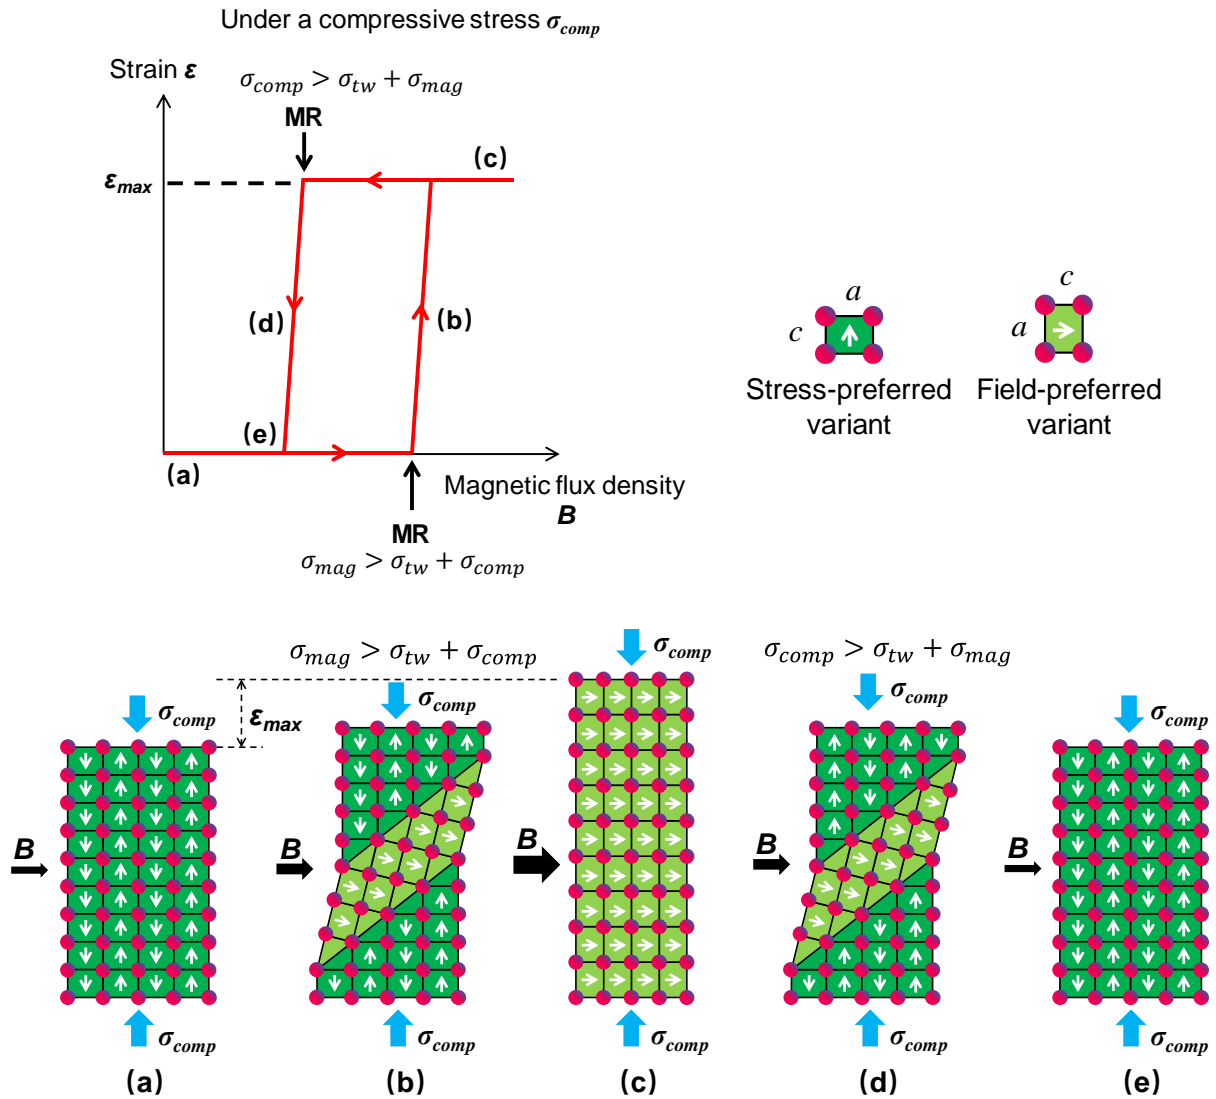 Under a compressive stress σcomp
Strain ε
σcomp > σtw + σmag
MR
(c)
εmax
(d)
(b)
(e)
(a)
Magnetic flux density
B
MR
σmag > σtw + σcomp
a
c
Stress-preferred
variant
c
a
Field-preferred
variant
σmag > σtw + σcomp
σcomp > σtw + σmag
σcomp
εmax
σcomp
σcomp
σcomp
σcomp
B
B
B
B
B
σcomp
σcomp
σcomp
σcomp
σcomp
(a)
(b)
(c)
(d)
(e)